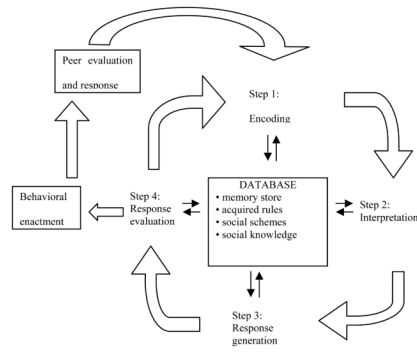 Peer evaluation
and response
Step 1:
Encoding
Behavioral
enactment
Step 4:
Response
evaluation
DATABASE
• memory store
• acquired rules
• social schemes
• social knowledge
Step 2:
Interpretation
Step 3:
Response
generation